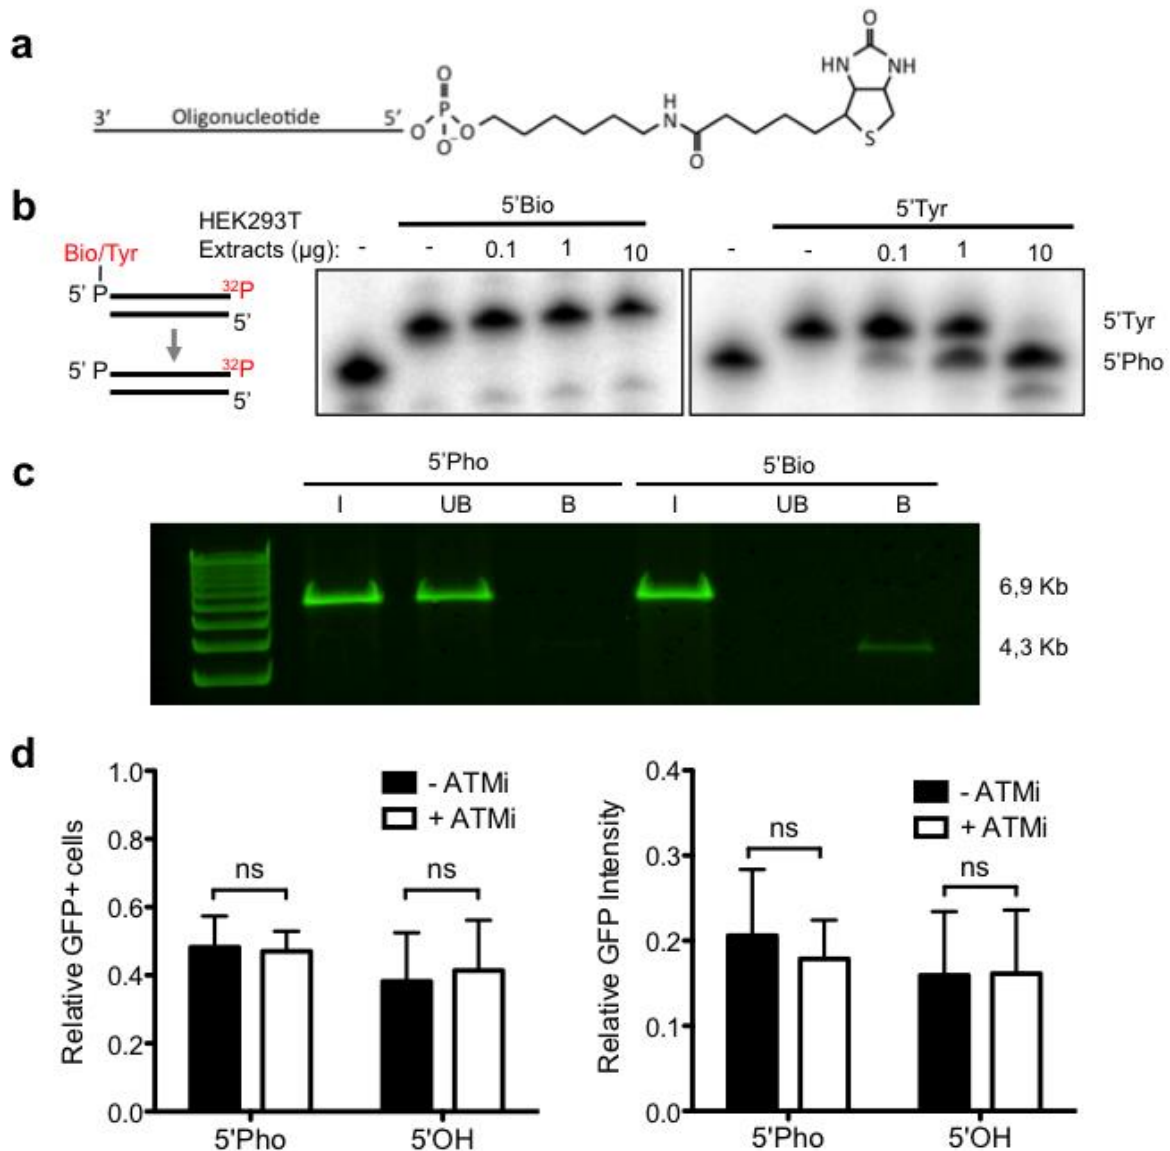 a
O
HN NH
S
3' Oligonucleotide 5'
O
P
O O
O-
H
N
O
b
HEK293T
Extracts (µg):
5'Bio
- - 0.1 1 10
5'Tyr
- - 0.1 1 10
Bio/Tyr
5' P 32P
5'
5' P 32P
5'
5'Tyr
5'Pho
c
5'Pho 5'Bio
I UB B I UB B
6,9 Kb
4,3 Kb
d
Relative GFP+ cells
1.0
0.8
0.6
0.4
0.2
0.0
- ATMi
+ ATMi
ns ns
5'Pho 5'OH
Relative GFP Intensity
0.4
0.3
0.2
0.1
0.0
- ATMi
+ ATMi
ns ns
5'Pho 5'OH